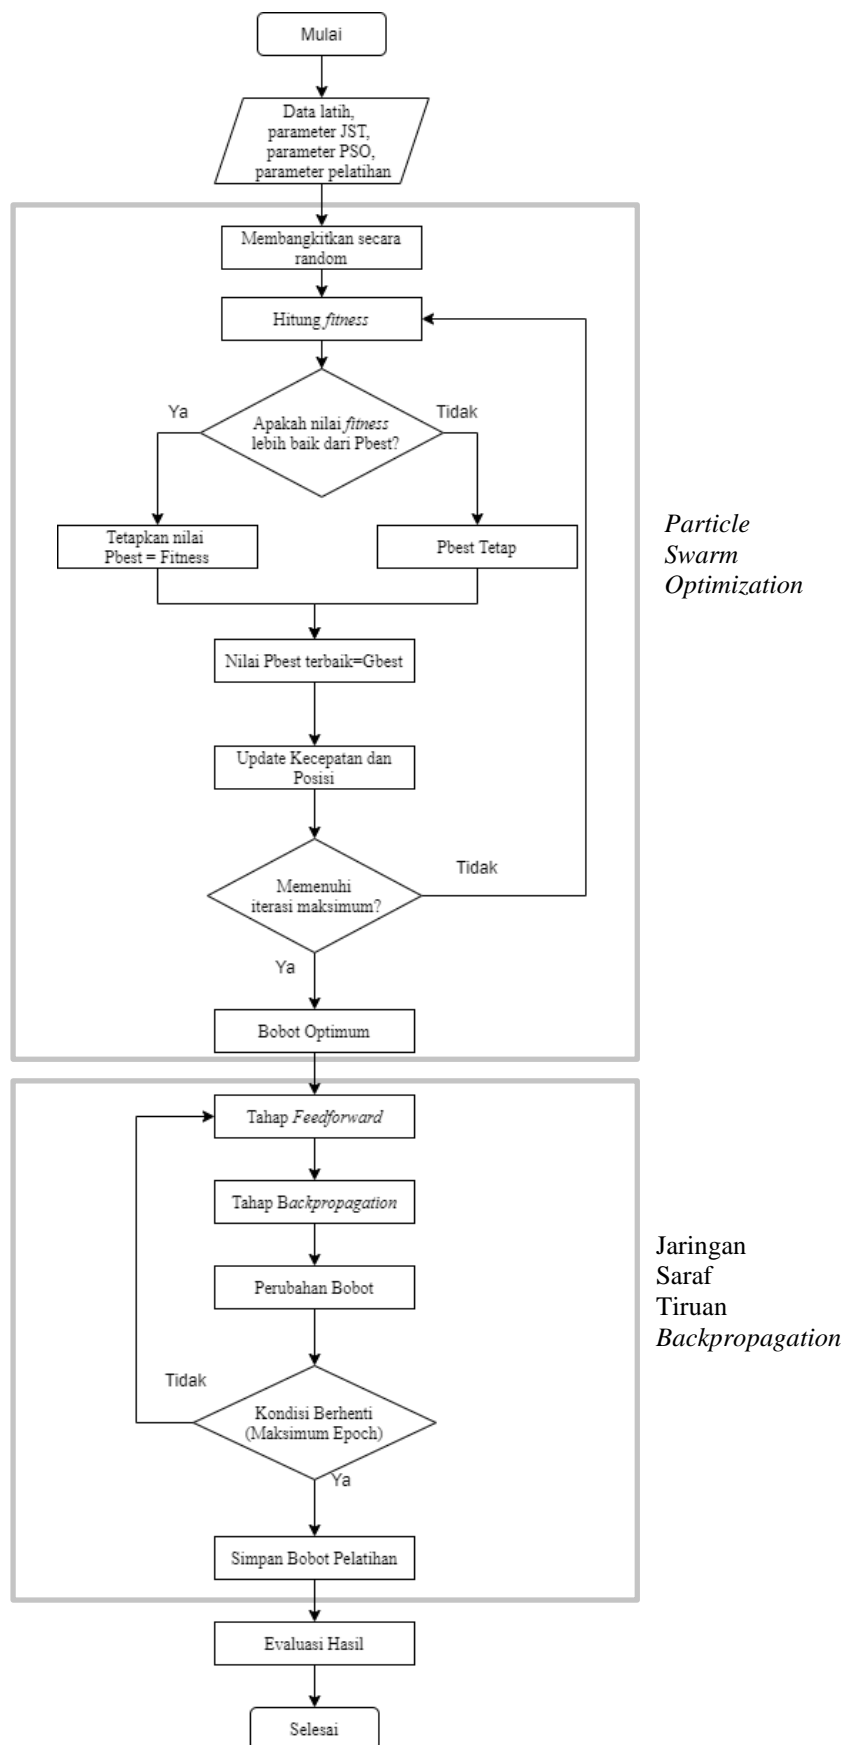 Mulai
Data latih,
parameter JST,
parameter PSO,
parameter pelatihan
Membangkitkan secara
random
Hitung fitness
Ya
Tidak
Apakah nilai fitness
lebih baik dari Pbest?
Tetapkan nilai
Pbest = Fitness
Pbest Tetap
Particle
Swarm
Optimization
Nilai Pbest terbaik=Gbest
Update Kecepatan dan
Posisi
Tidak
Memenuhi
iterasi maksimum?
Ya
Bobot Optimum
Tahap Feedforward
Tahap Backpropagation
Jaringan
Saraf
Tiruan
Backpropagation
Perubahan Bobot
Tidak
Kondisi Berhenti
(Maksimum Epoch)
Ya
Simpan Bobot Pelatihan
Evaluasi Hasil
Selesai